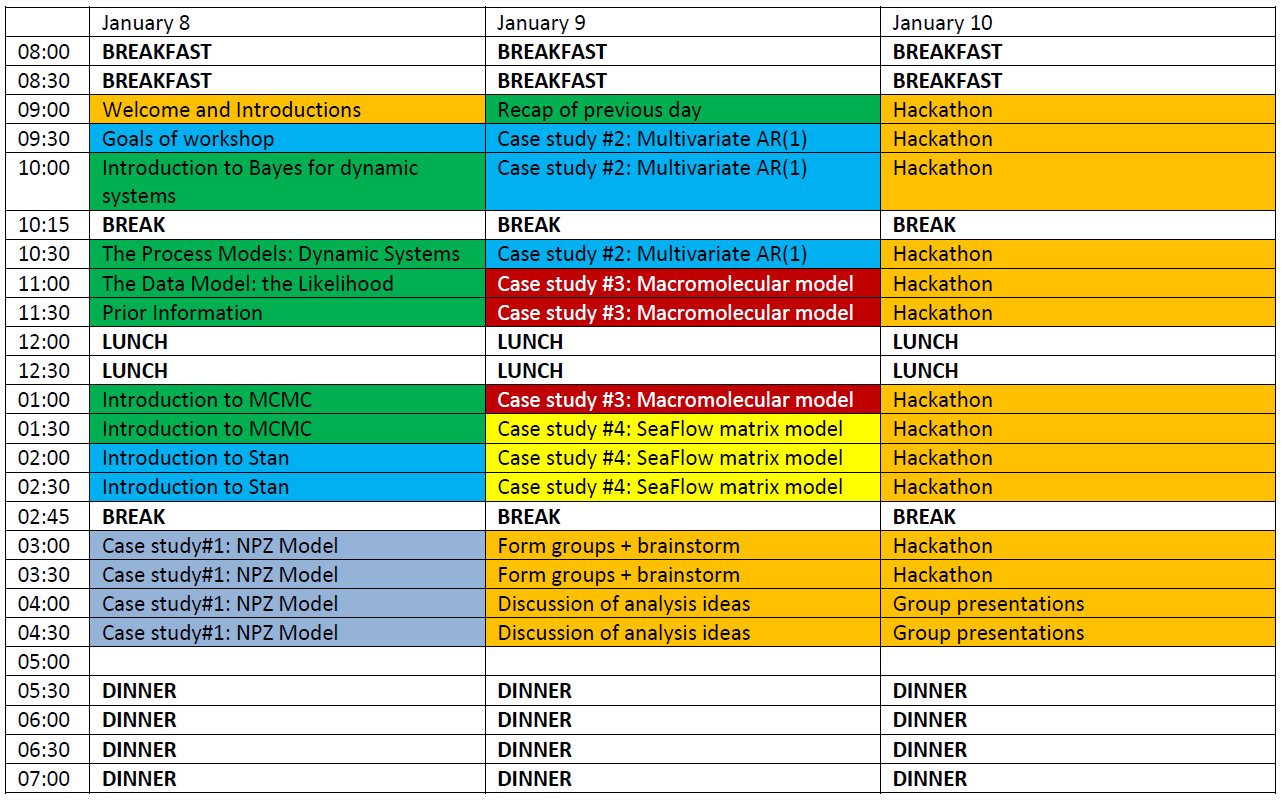 January 8 January 9 January 10
08:00 BREAKFAST BREAKFAST BREAKFAST
08:30 BREAKFAST BREAKFAST BREAKFAST
09:00 Welcome and Introductions Recap of previous day Hackathon
09:30 Goals of workshop Case study #2: Multivariate AR(1) Hackathon
10:00 Introduction to Bayes for dynamic Case study #2: Multivariate AR(1) Hackathon
systems
10:15 BREAK BREAK BREAK
10:30 The Process Models: Dynamic Systems Case study #2: Multivariate AR(1) Hackathon
11:00 The Data Model: the Likelihood Case study #3: Macromolecular model Hackathon
11:30 Prior Information Case study #3: Macromolecular model Hackathon
12:00 LUNCH LUNCH LUNCH
12:30 LUNCH LUNCH LUNCH
01:00 Introduction to MCMC Case study #3: Macromolecular model Hackathon
01:30 Introduction to MCMC Case study #4: SeaFlow matrix model Hackathon
02:00 Introduction to Stan Case study #4: SeaFlow matrix model Hackathon
02:30 Introduction to Stan Case study #4: SeaFlow matrix model Hackathon
02:45 BREAK BREAK BREAK
03:00 Case study#1: NPZ Model Form groups + brainstorm Hackathon
03:30 Case study#1: NPZ Model Form groups + brainstorm Hackathon
04:00 Case study#1: NPZ Model Discussion of analysis ideas Group presentations
04:30 Case study#1: NPZ Model Discussion of analysis ideas Group presentations
05:00
05:30 DINNER DINNER DINNER
06:00 DINNER DINNER DINNER
06:30 DINNER DINNER DINNER
07:00 DINNER DINNER DINNER